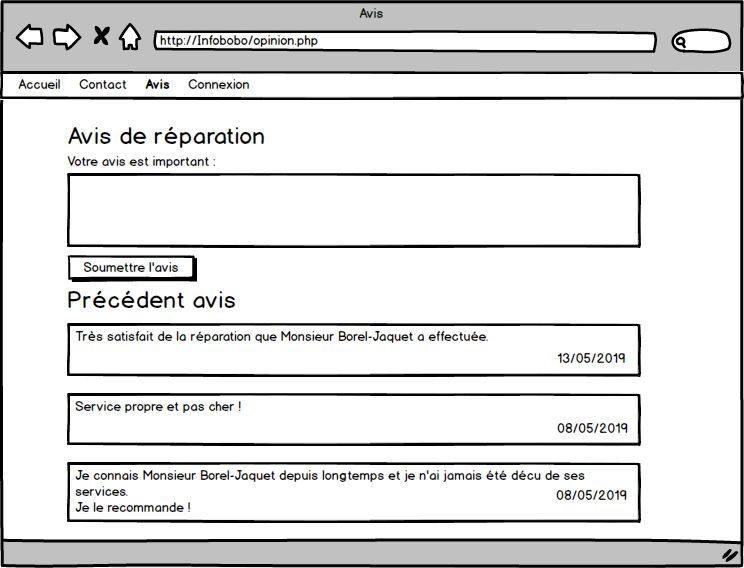 Avis
http://Infobobo/opinion.php
Accueil Contact Avis Connexion
Avis de réparation
Votre avis est important :
Soumettre l'avis
Précédent avis
Très satisfait de la réparation que Monsieur Borel-Jaquet a effectuée.
13/05/2019
Service propre et pas cher !
08/05/2019
Je connais Monsieur Borel-Jaquet depuis longtemps et je n'ai jamais été décu de ses
services.
08/05/2019
Je le recommande !